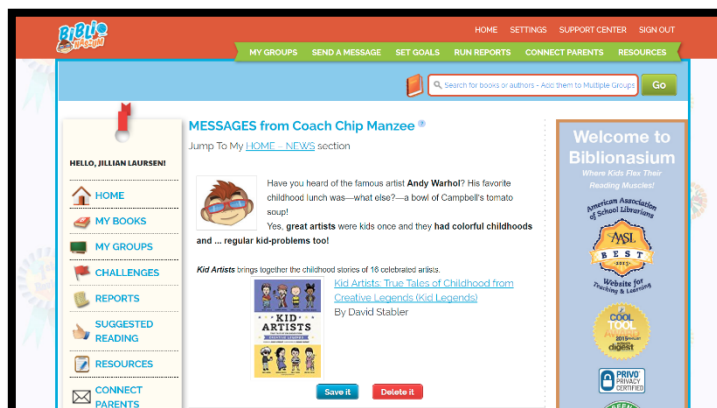 BiBLiO
NASiUM
HOME SETTINGS SUPPORT CENTER SIGN OUT
MY GROUPS SEND A MESSAGE SET GOALS RUN REPORTS CONNECT PARENTS RESOURCES
Search for books or authors - Add them to Multiple Groups
Go
HELLO, JILLIAN LAURSEN!
HOME
MY BOOKS
MY GROUPS
CHALLENGES
REPORTS
SUGGESTED
READING
RESOURCES
CONNECT
PARENTS
MESSAGES from Coach Chip Manzee
Jump To My HOME – NEWS section
Have you heard of the famous artist Andy Warhol? His favorite
childhood lunch was—what else?—a bowl of Campbell's tomato
soup!
Yes, great artists were kids once and they had colorful childhoods
and ... regular kid-problems too!
Kid Artists brings together the childhood stories of 16 celebrated artists.
KID
ARTISTS
Kid Artists: True Tales of Childhood from
Creative Legends (Kid Legends)
By David Stabler
Save it Delete it
Welcome to
Biblionasium
Where Kids Flex Their
Reading Muscles!
American Association
of School Librarians
AASL
BEST
2013
Website for
Teaching & Learning
COOL
TOOL
2015
digest
PRIVO
PRIVACY
CERTIFIED